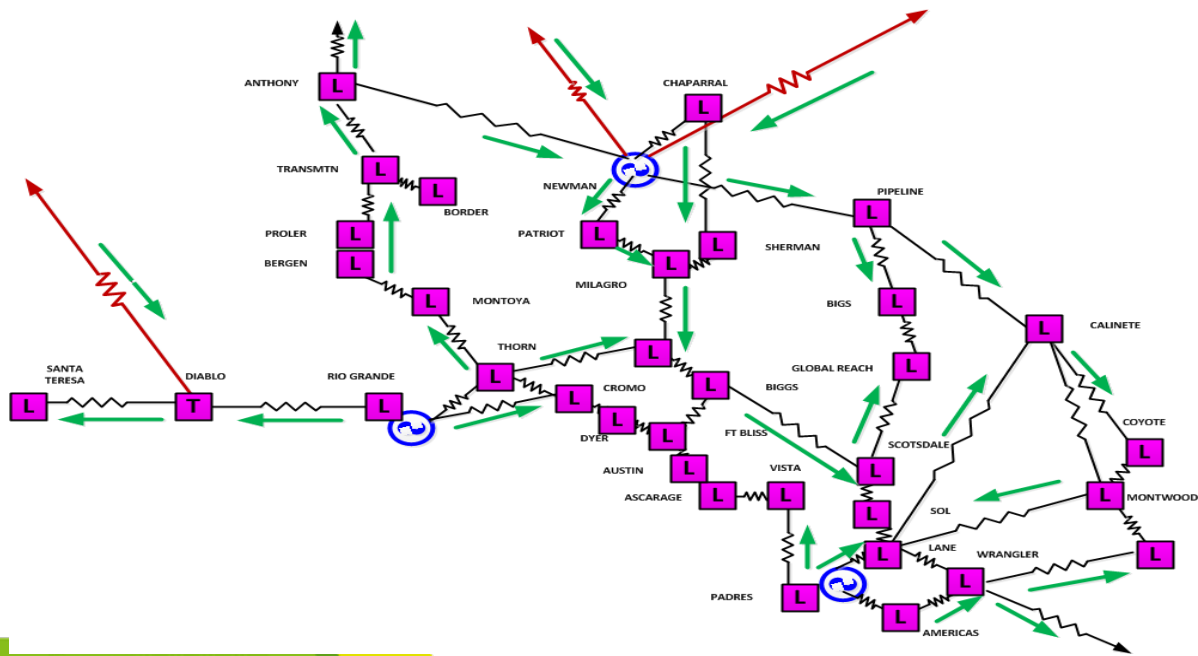 ANTHONY
L
CHAPARRAL
L
TRANSMTN
L
L
BORDER
NEWMAN
PIPELINE
L
PROLER
L
BERGEN
L
PATRIOT
L
L
SHERMAN
MILAGRO
L
MONTOYA
L
BIGS
L
L
CALINETE
THORN
L
L
GLOBAL REACH
L
SANTA
TERESA
L
DIABLO
T
RIO GRANDE
L
CROMO
L
L
BIGGS
DYER
L
L
FT BLISS
COYOTE
L
SCOTSDALE
L
AUSTIN
L
VISTA
L
ASCARAGE
L
MONTWOOD
L
SOL
L
LANE
L
WRANGLER
L
L
PADRES
L
AMERICAS
L